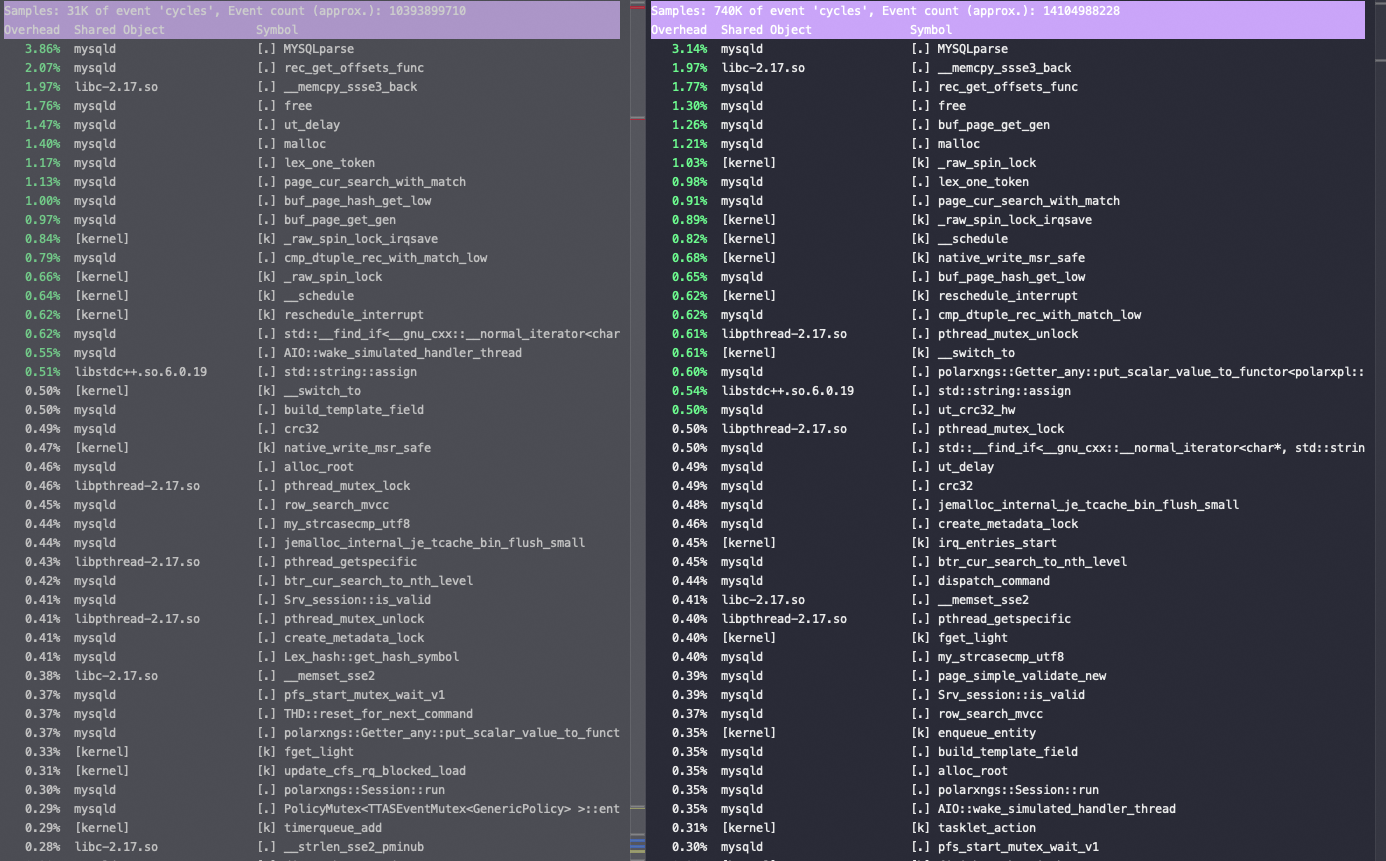 Samples: 31K of event 'cycles', Event count (approx.): 10393899710
Overhead  Shared Object  Symbol
3.86%  mysqld  [.] MYSQLparse
2.07%  mysqld  [.] rec_get_offsets_func
1.97%  libc-2.17.so  [.] __memcpy_ssse3_back
1.76%  mysqld  [.] free
1.47%  mysqld  [.] ut_delay
1.40%  mysqld  [.] malloc
1.17%  mysqld  [.] lex_one_token
1.13%  mysqld  [.] page_cur_search_with_match
1.00%  mysqld  [.] buf_page_hash_get_low
0.97%  mysqld  [.] buf_page_get_gen
0.84%  [kernel]  [k] _raw_spin_lock_irqsave
0.79%  mysqld  [.] cmp_dtuple_rec_with_match_low
0.66%  [kernel]  [k] _raw_spin_lock
0.64%  [kernel]  [k] __schedule
0.62%  [kernel]  [k] reschedule_interrupt
0.62%  mysqld  [.] std::__find_if<__gnu_cxx::__normal_iterator<char
0.55%  mysqld  [.] AIO::wake_simulated_handler_thread
0.51%  libstdc++.so.6.0.19  [.] std::string::assign
0.50%  [kernel]  [k] __switch_to
0.50%  mysqld  [.] build_template_field
0.49%  mysqld  [.] crc32
0.47%  [kernel]  [k] native_write_msr_safe
0.46%  mysqld  [.] alloc_root
0.46%  libpthread-2.17.so  [.] pthread_mutex_lock
0.45%  mysqld  [.] row_search_mvcc
0.44%  mysqld  [.] my_strcasecmp_utf8
0.44%  mysqld  [.] jemalloc_internal_je_tcache_bin_flush_small
0.43%  libpthread-2.17.so  [.] pthread_getspecific
0.42%  mysqld  [.] btr_cur_search_to_nth_level
0.41%  mysqld  [.] Srv_session::is_valid
0.41%  libpthread-2.17.so  [.] pthread_mutex_unlock
0.41%  mysqld  [.] create_metadata_lock
0.41%  mysqld  [.] Lex_hash::get_hash_symbol
0.38%  libc-2.17.so  [.] __memset_sse2
0.37%  mysqld  [.] pfs_start_mutex_wait_v1
0.37%  mysqld  [.] THD::reset_for_next_command
0.37%  mysqld  [.] polarxngs::Getter_any::put_scalar_value_to_funct
0.33%  [kernel]  [k] fget_light
0.31%  [kernel]  [k] update_cfs_rq_blocked_load
0.30%  mysqld  [.] polarxngs::Session::run
0.29%  mysqld  [.] PolicyMutex<TTASEventMutex<GenericPolicy> >::ent
0.29%  [kernel]  [k] timerqueue_add
0.28%  libc-2.17.so  [.] __strlen_sse2_pminub
Samples: 740K of event 'cycles', Event count (approx.): 14104988228
Overhead  Shared Object  Symbol
3.14%  mysqld  [.] MYSQLparse
1.97%  libc-2.17.so  [.] __memcpy_ssse3_back
1.77%  mysqld  [.] rec_get_offsets_func
1.30%  mysqld  [.] free
1.26%  mysqld  [.] buf_page_get_gen
1.21%  mysqld  [.] malloc
1.03%  [kernel]  [k] _raw_spin_lock
0.98%  mysqld  [.] lex_one_token
0.91%  mysqld  [.] page_cur_search_with_match
0.89%  [kernel]  [k] _raw_spin_lock_irqsave
0.82%  [kernel]  [k] __schedule
0.68%  [kernel]  [k] native_write_msr_safe
0.65%  mysqld  [.] buf_page_hash_get_low
0.62%  [kernel]  [k] reschedule_interrupt
0.62%  mysqld  [.] cmp_dtuple_rec_with_match_low
0.61%  libpthread-2.17.so  [.] pthread_mutex_unlock
0.61%  [kernel]  [k] __switch_to
0.60%  mysqld  [.] polarxngs::Getter_any::put_scalar_value_to_functor<polarxpl::
0.54%  libstdc++.so.6.0.19  [.] std::string::assign
0.50%  mysqld  [.] ut_crc32_hw
0.50%  libpthread-2.17.so  [.] pthread_mutex_lock
0.50%  mysqld  [.] std::__find_if<__gnu_cxx::__normal_iterator<char*, std::strin
0.49%  mysqld  [.] ut_delay
0.49%  mysqld  [.] crc32
0.48%  mysqld  [.] jemalloc_internal_je_tcache_bin_flush_small
0.46%  mysqld  [.] create_metadata_lock
0.45%  [kernel]  [k] irq_entries_start
0.45%  mysqld  [.] btr_cur_search_to_nth_level
0.44%  mysqld  [.] dispatch_command
0.41%  libc-2.17.so  [.] __memset_sse2
0.40%  libpthread-2.17.so  [.] pthread_getspecific
0.40%  [kernel]  [k] fget_light
0.40%  mysqld  [.] my_strcasecmp_utf8
0.39%  mysqld  [.] page_simple_validate_new
0.39%  mysqld  [.] Srv_session::is_valid
0.37%  mysqld  [.] row_search_mvcc
0.35%  [kernel]  [k] enqueue_entity
0.35%  mysqld  [.] build_template_field
0.35%  mysqld  [.] alloc_root
0.35%  mysqld  [.] polarxngs::Session::run
0.35%  mysqld  [.] AIO::wake_simulated_handler_thread
0.31%  [kernel]  [k] tasklet_action
0.30%  mysqld  [.] pfs_start_mutex_wait_v1